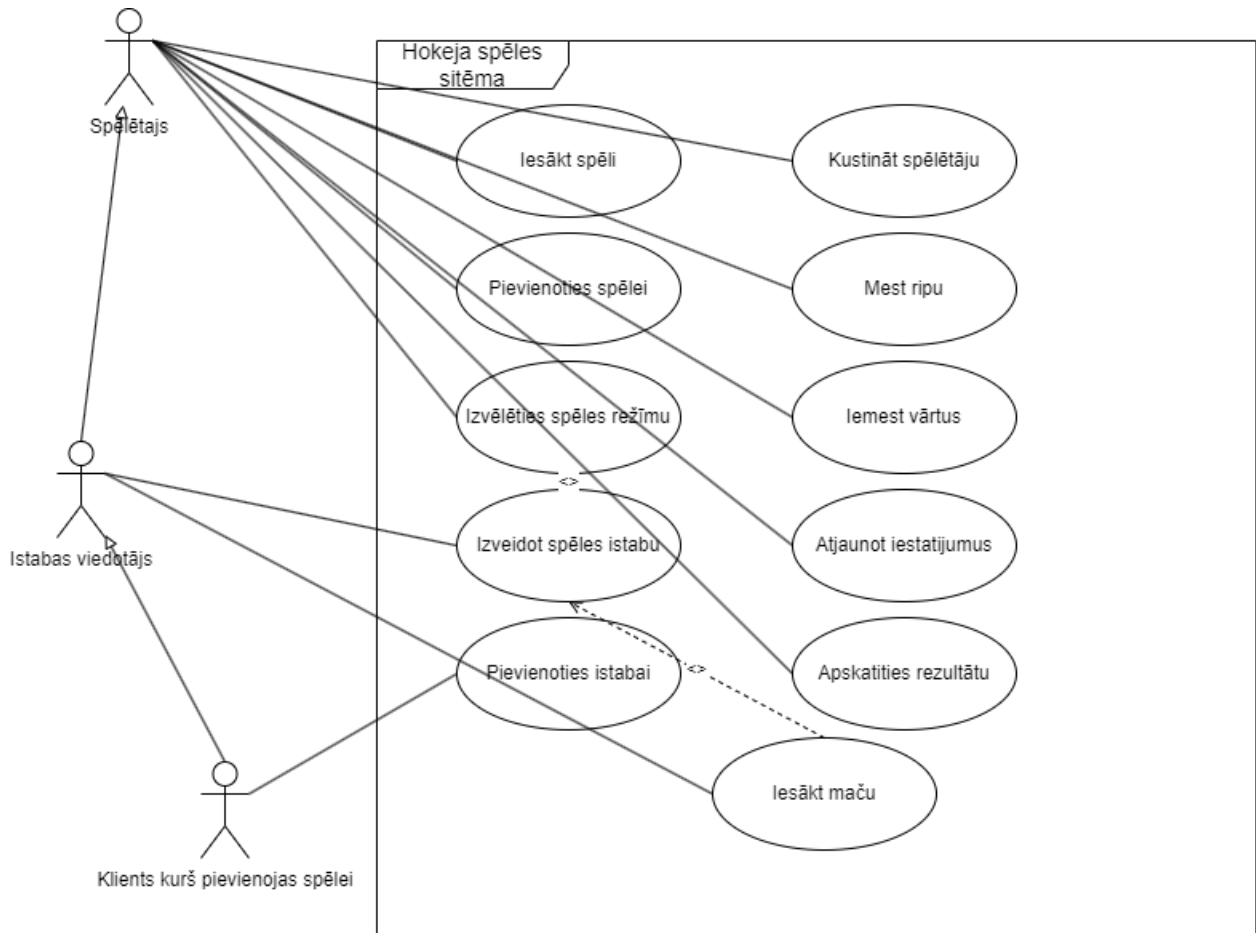 Hokeja spēles
sitēma
Spēlētajs
Iesākt spēli
Kustināt spēlētāju
Pievienoties spēlei
Mest ripu
Izvēlēties spēles režīmu
Iemest vārtus
<>
Istabas viedotājs
Izveidot spēles istabu
Atjaunot iestatijumus
Pievienoties istabai
<>
Apskatities rezultātu
Iesākt maču
Klients kurš pievienojas spēlei